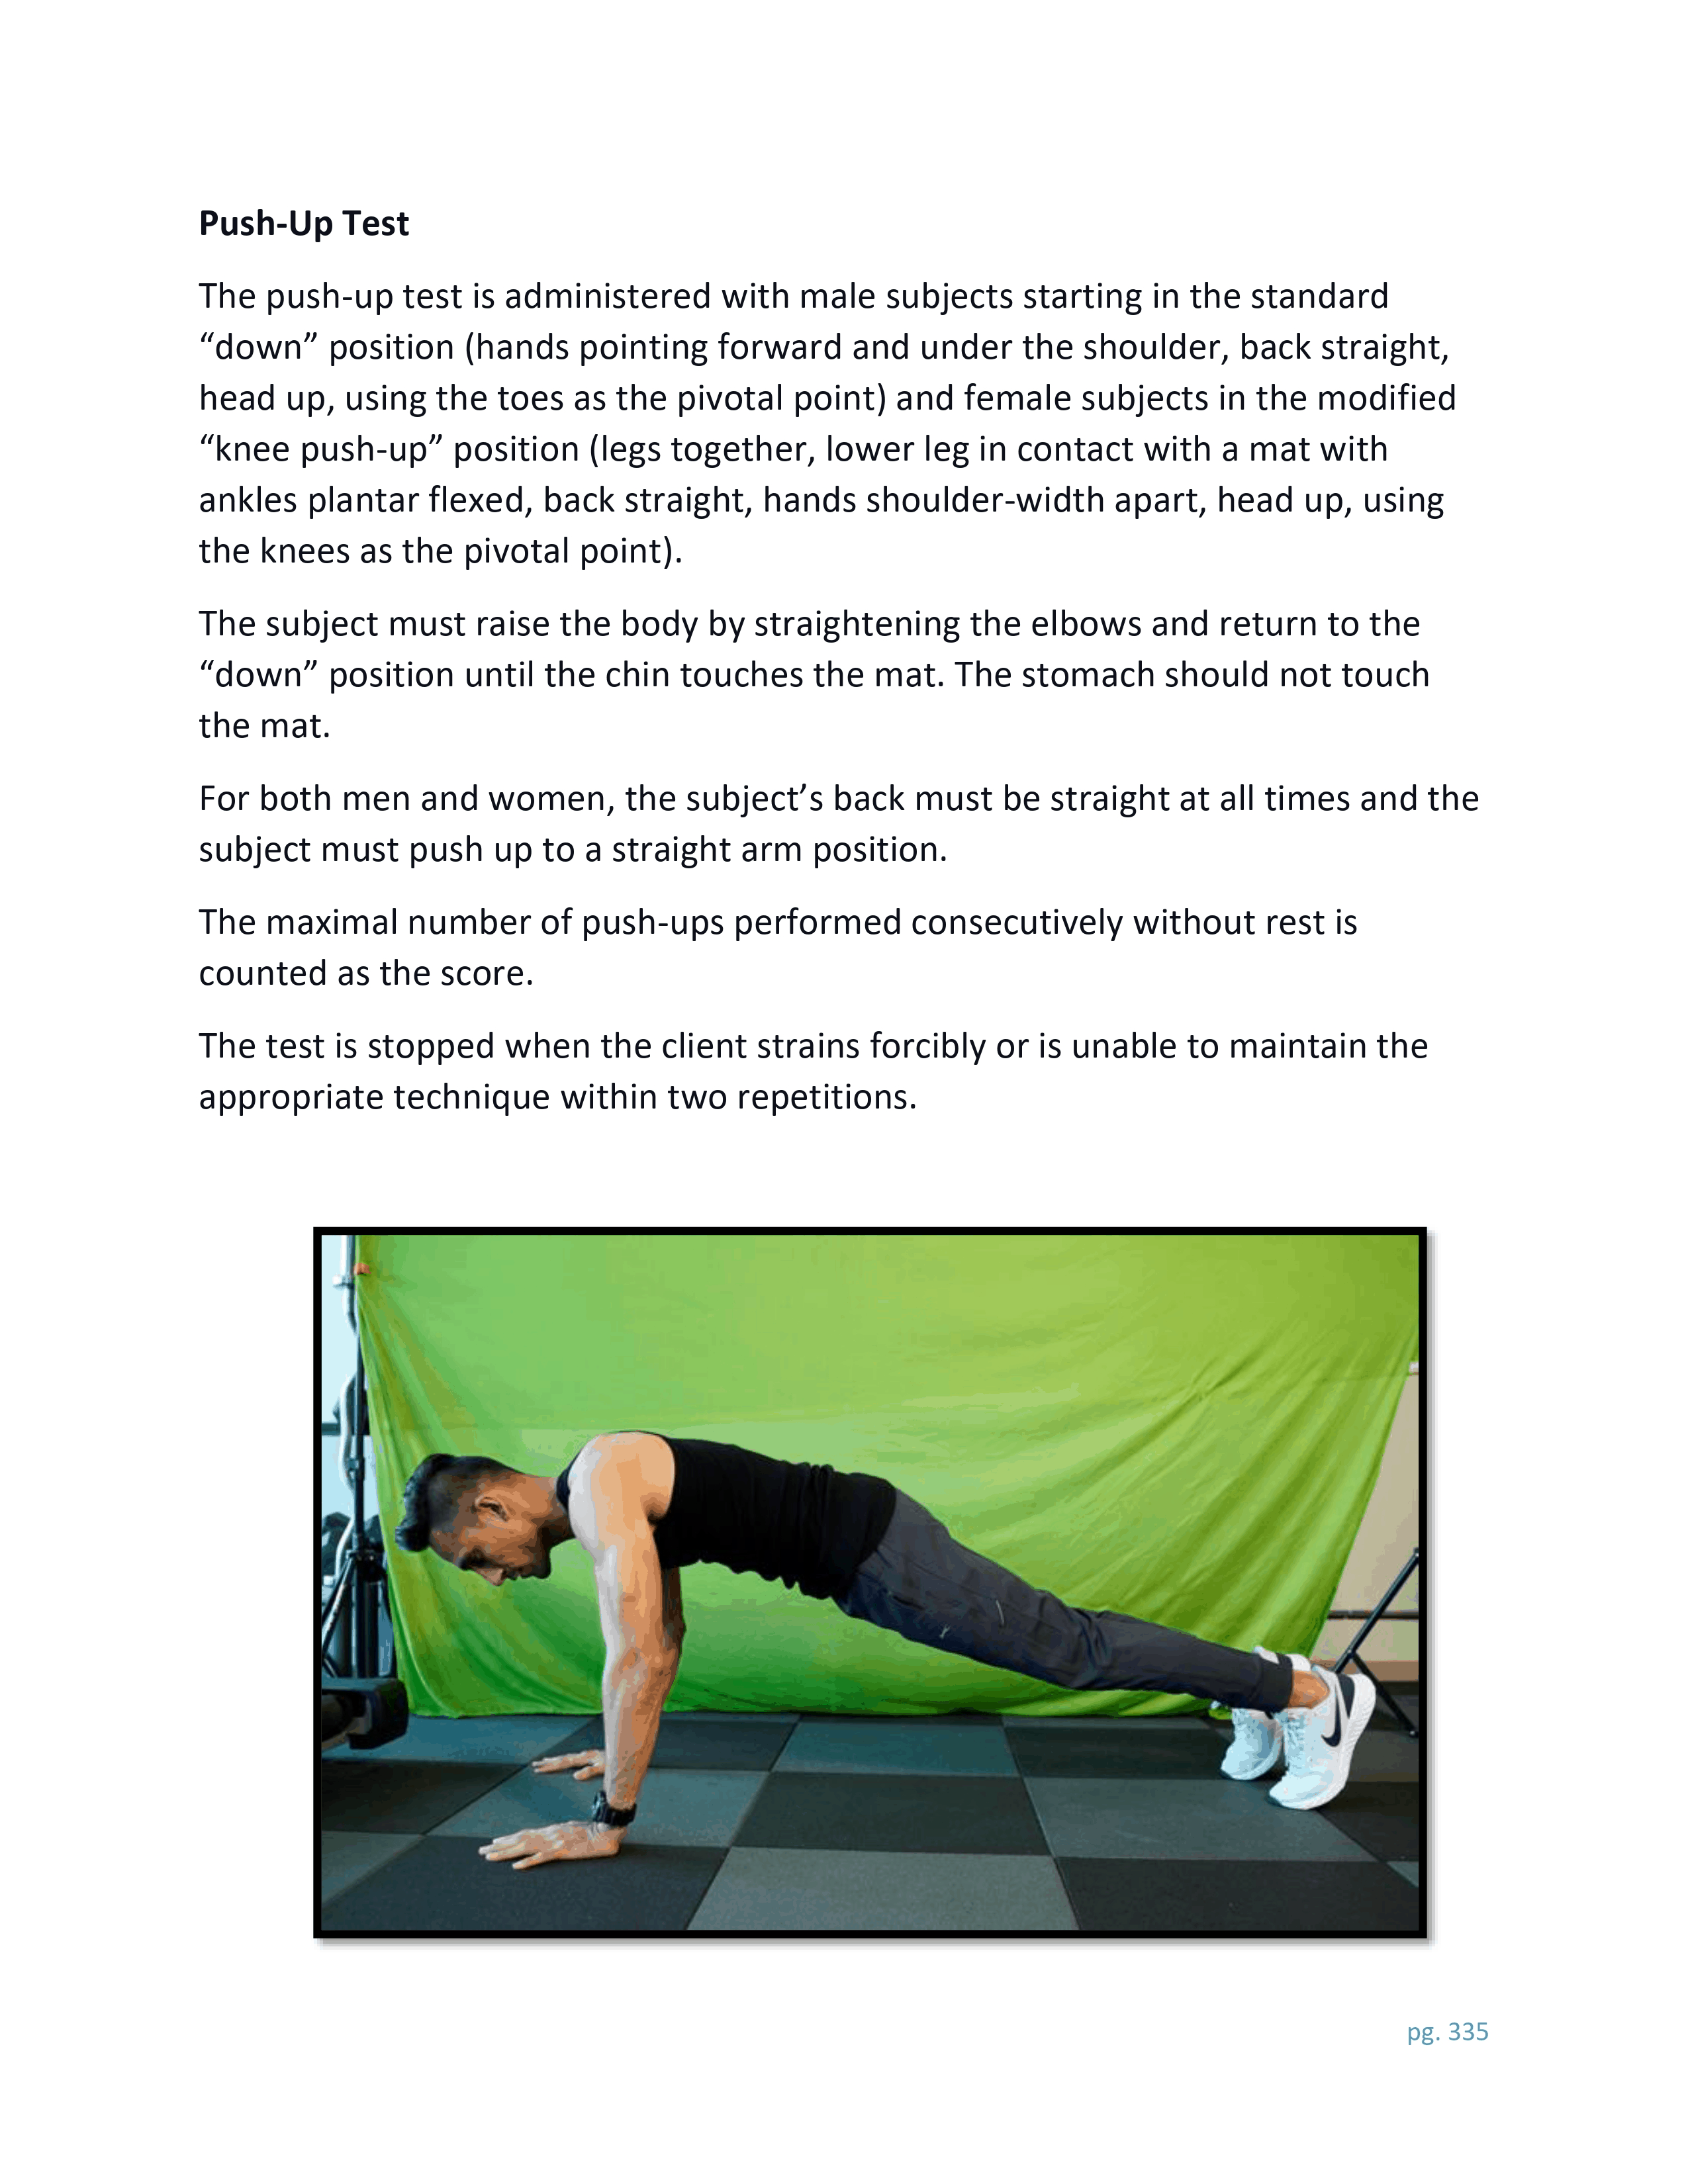 Push-Up Test
The push-up test is administered with male subjects starting in the standard
“down” position (hands pointing forward and under the shoulder, back straight,
head up, using the toes as the pivotal point) and female subjects in the modified
“knee push-up” position (legs together, lower leg in contact with a mat with
ankles plantar flexed, back straight, hands shoulder-width apart, head up, using
the knees as the pivotal point).
The subject must raise the body by straightening the elbows and return to the
“down” position until the chin touches the mat. The stomach should not touch
the mat.
For both men and women, the subject’s back must be straight at all times and the
subject must push up to a straight arm position.
The maximal number of push-ups performed consecutively without rest is
counted as the score.
The test is stopped when the client strains forcibly or is unable to maintain the
appropriate technique within two repetitions.
pg. 335